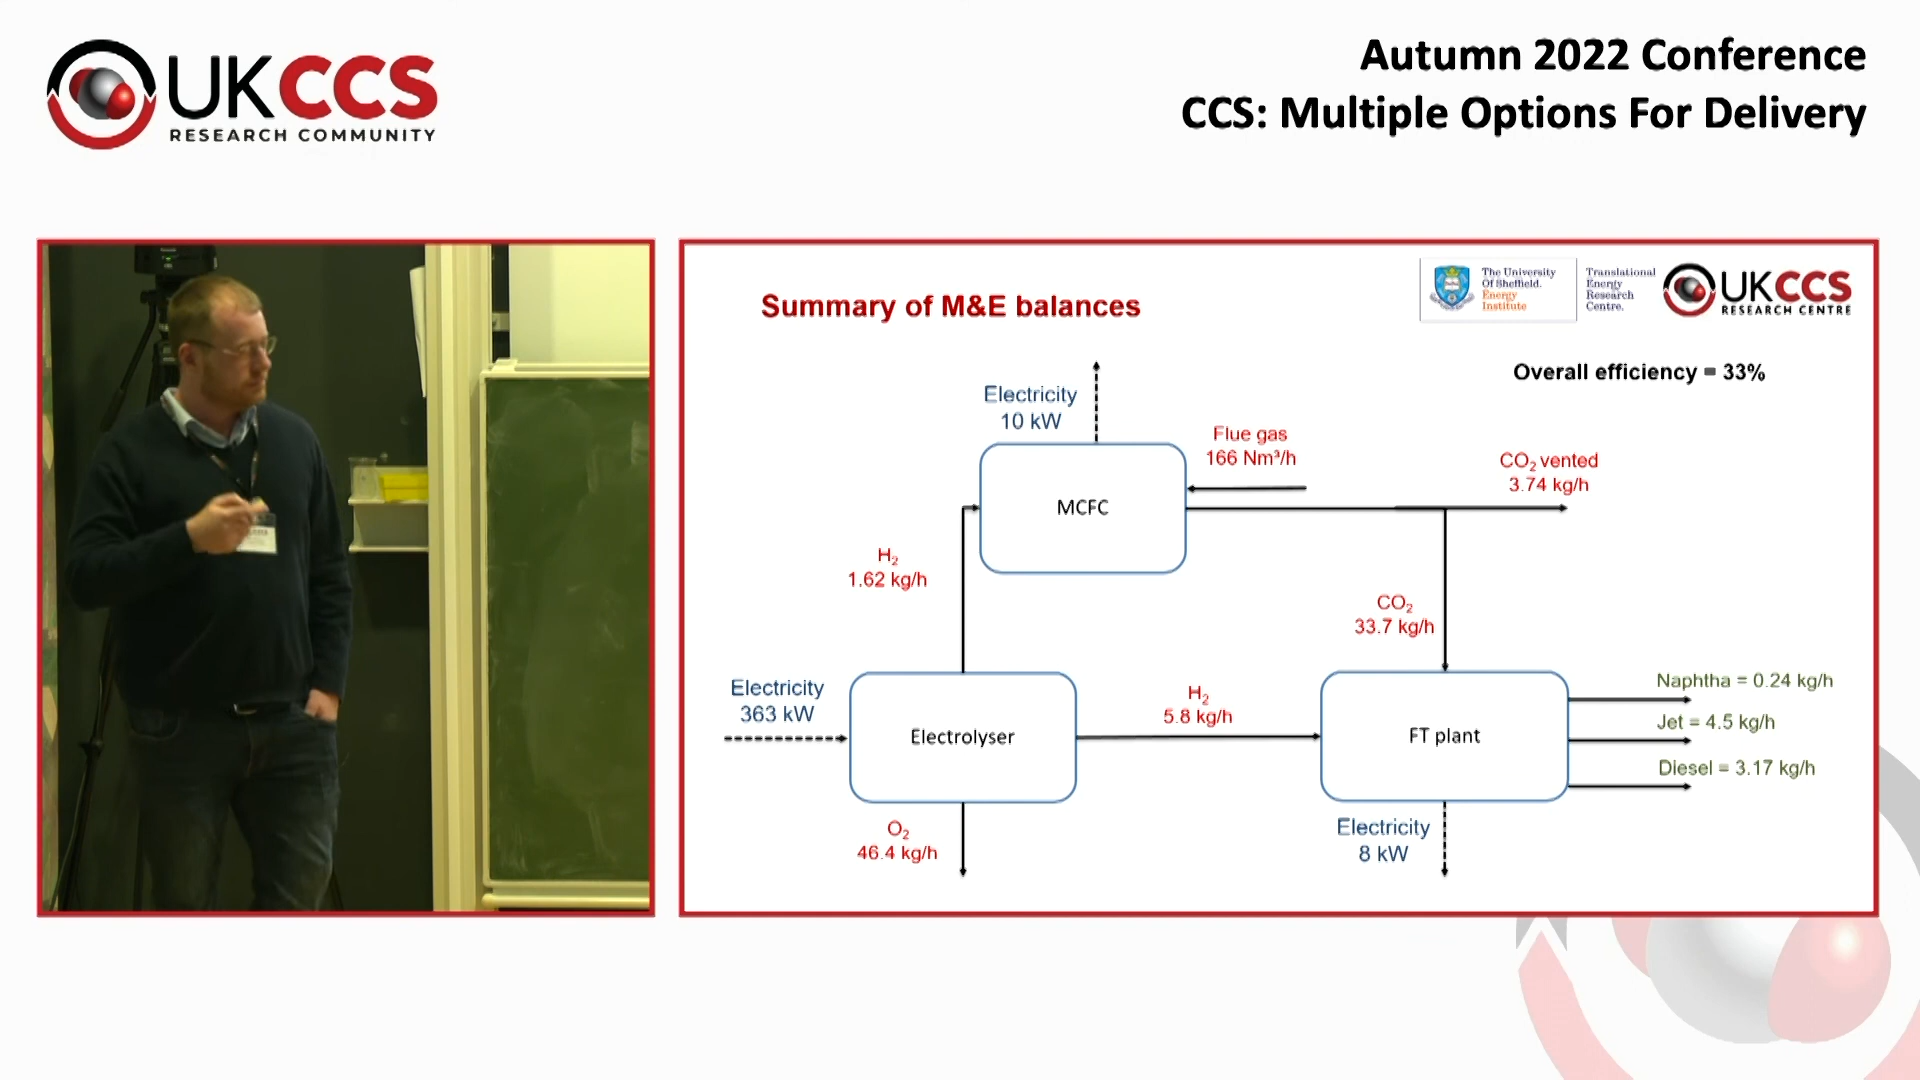 UKCCS
RESEARCH COMMUNITY
Autumn 2022 Conference
CCS: Multiple Options For Delivery
Summary of M&E balances
The University
Of Sheffield.
Energy
Institute
Translational
Energy
Research
Centre.
UKCCS
RESEARCH CENTRE
Overall efficiency = 33%
Electricity
10 kW
Flue gas
166 Nm³/h
CO₂ vented
3.74 kg/h
MCFC
H₂
1.62 kg/h
CO₂
33.7 kg/h
Electricity
363 kW
Electrolyser
H₂
5.8 kg/h
FT plant
Naphtha = 0.24 kg/h
Jet = 4.5 kg/h
Diesel = 3.17 kg/h
O₂
46.4 kg/h
Electricity
8 kW